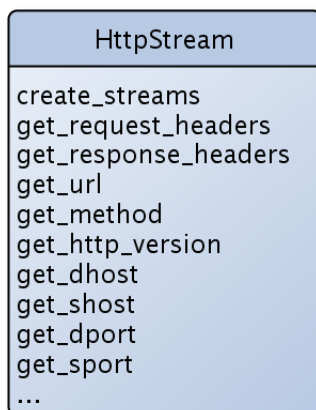 HttpStream
create_streams
get_request_headers
get_response_headers
get_url
get_method
get_http_version
get_dhost
get_shost
get_dport
get_sport
...